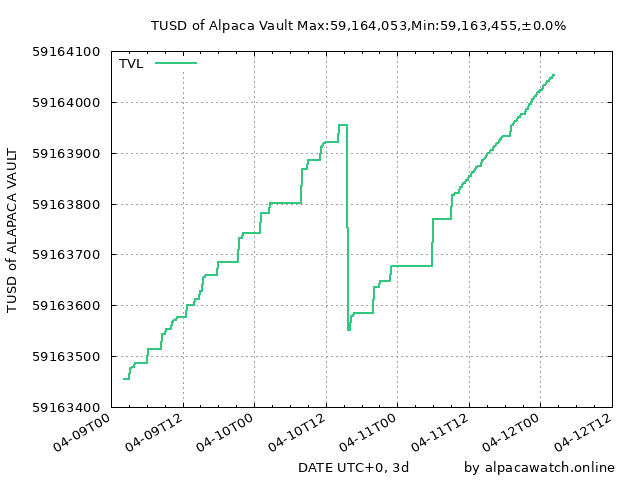 TUSD of Alpaca Vault Max:59,164,053,Min:59,163,455,±0.0%
TVL
59164100
59164000
59163900
59163800
59163700
59163600
59163500
59163400
TUSD of ALAPACA VAULT
04-09T00
04-09T12
04-10T00
04-10T12
04-11T00
04-11T12
04-12T00
04-12T12
DATE UTC+0, 3d
by alpacawatch.online